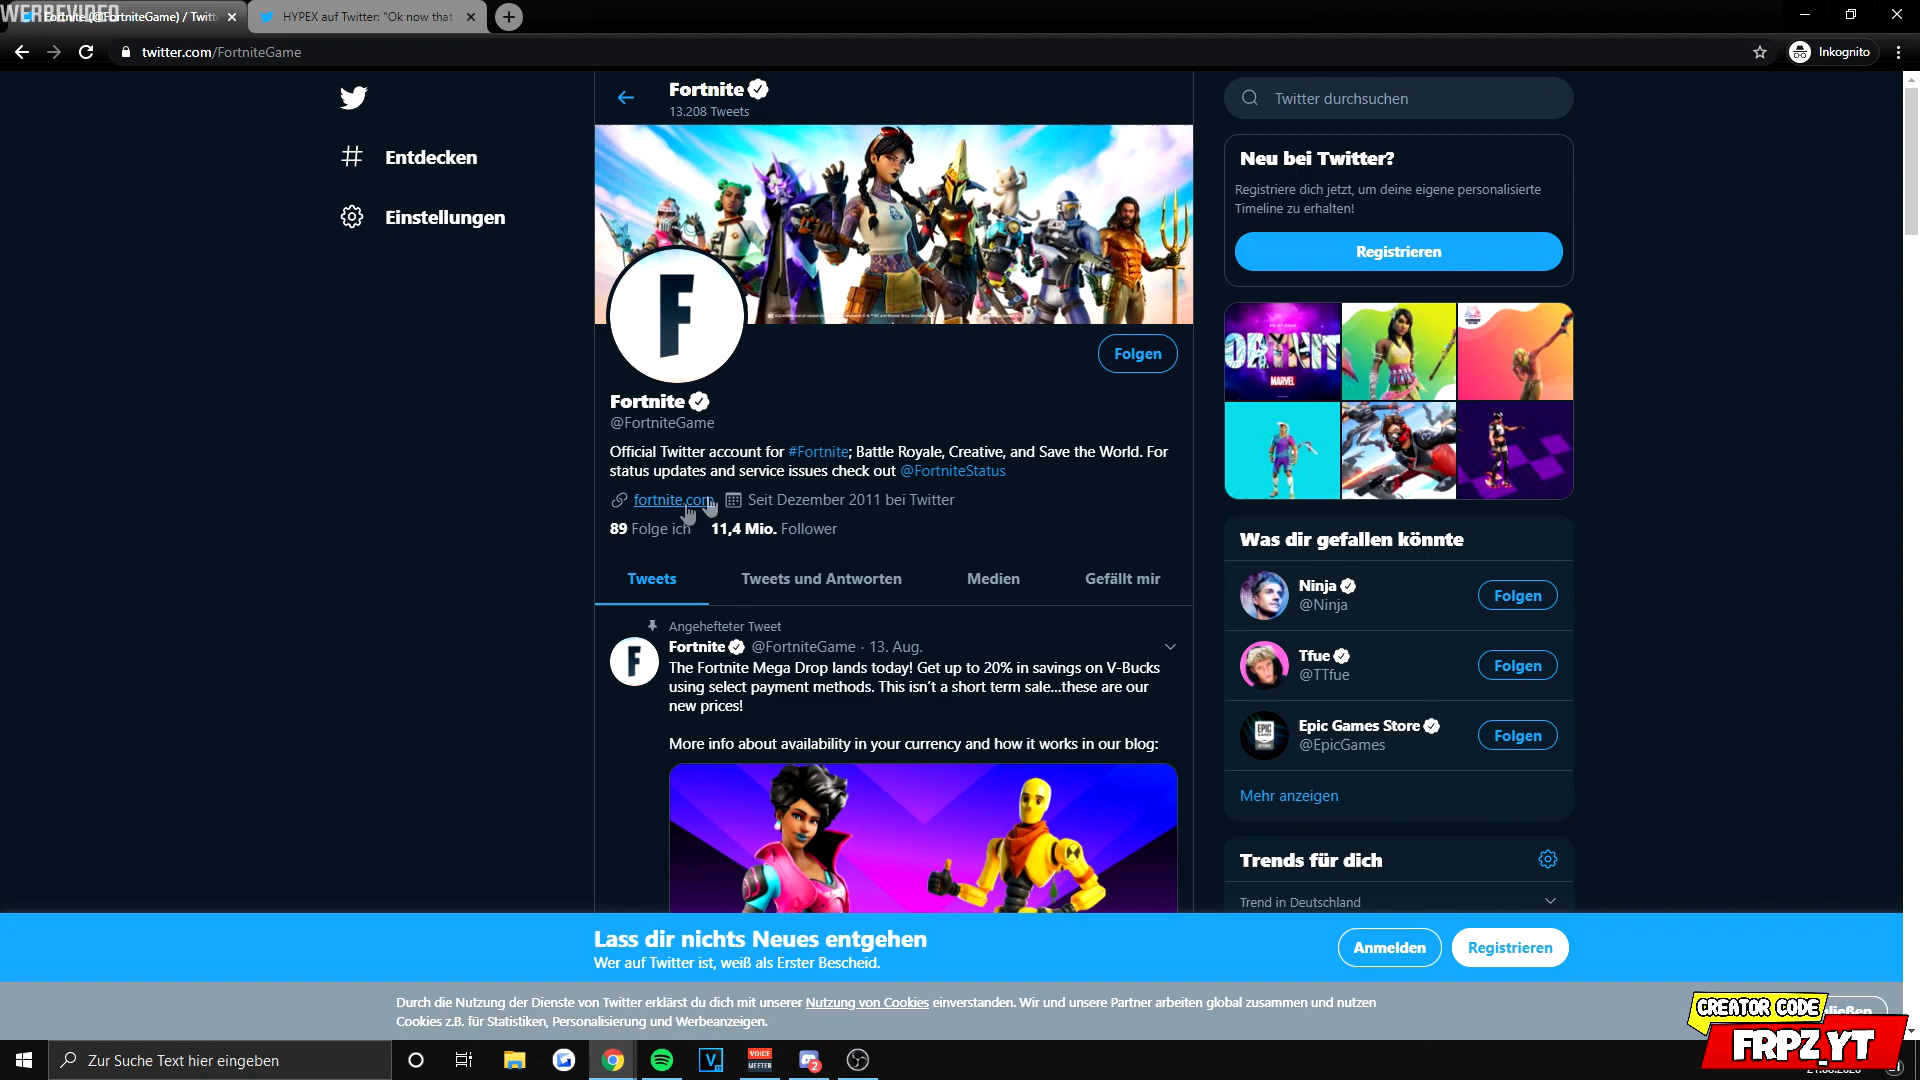 WERBEVIDEO
Fortnite (@FortniteGame) / Twitt
HYPEX auf Twitter: "Ok now that
twitter.com/FortniteGame
Inkognito
Fortnite
13.208 Tweets
Entdecken
Einstellungen
Twitter durchsuchen
Neu bei Twitter?
Registriere dich jetzt, um deine eigene personalisierte
Timeline zu erhalten!
Registrieren
F
Folgen
Fortnite
@FortniteGame
Official Twitter account for #Fortnite; Battle Royale, Creative, and Save the World. For
status updates and service issues check out @FortniteStatus
fortnite.com Seit Dezember 2011 bei Twitter
89 Folge ich 11,4 Mio. Follower
Tweets Tweets und Antworten Medien Gefällt mir
Angehefteter Tweet
F
Fortnite @FortniteGame · 13. Aug.
The Fortnite Mega Drop lands today! Get up to 20% in savings on V-Bucks
using select payment methods. This isn't a short term sale...these are our
new prices!
More info about availability in your currency and how it works in our blog:
ORTNIT
MARVEL
Was dir gefallen könnte
Ninja
@Ninja
Folgen
Tfue
@TTfue
Folgen
EPIC
GAMES
STORE
Epic Games Store
@EpicGames
Folgen
Mehr anzeigen
Trends für dich
Trend in Deutschland
Lass dir nichts Neues entgehen
Wer auf Twitter ist, weiß als Erster Bescheid.
Anmelden Registrieren
Durch die Nutzung der Dienste von Twitter erklärst du dich mit unserer Nutzung von Cookies einverstanden. Wir und unsere Partner arbeiten global zusammen und nutzen
Cookies z.B. für Statistiken, Personalisierung und Werbeanzeigen.
CREATOR CODE
FRPZ_YT
Zur Suche Text hier eingeben
V
VOICE
MEETER
2